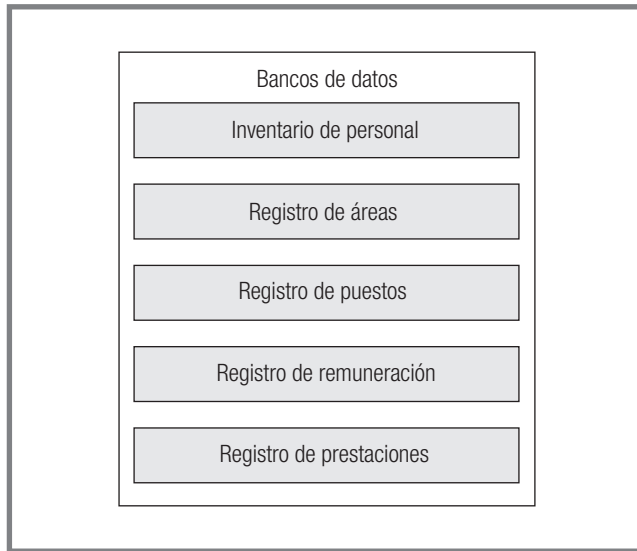 Bancos de datos
Inventario de personal
Registro de áreas
Registro de puestos
Registro de remuneración
Registro de prestaciones